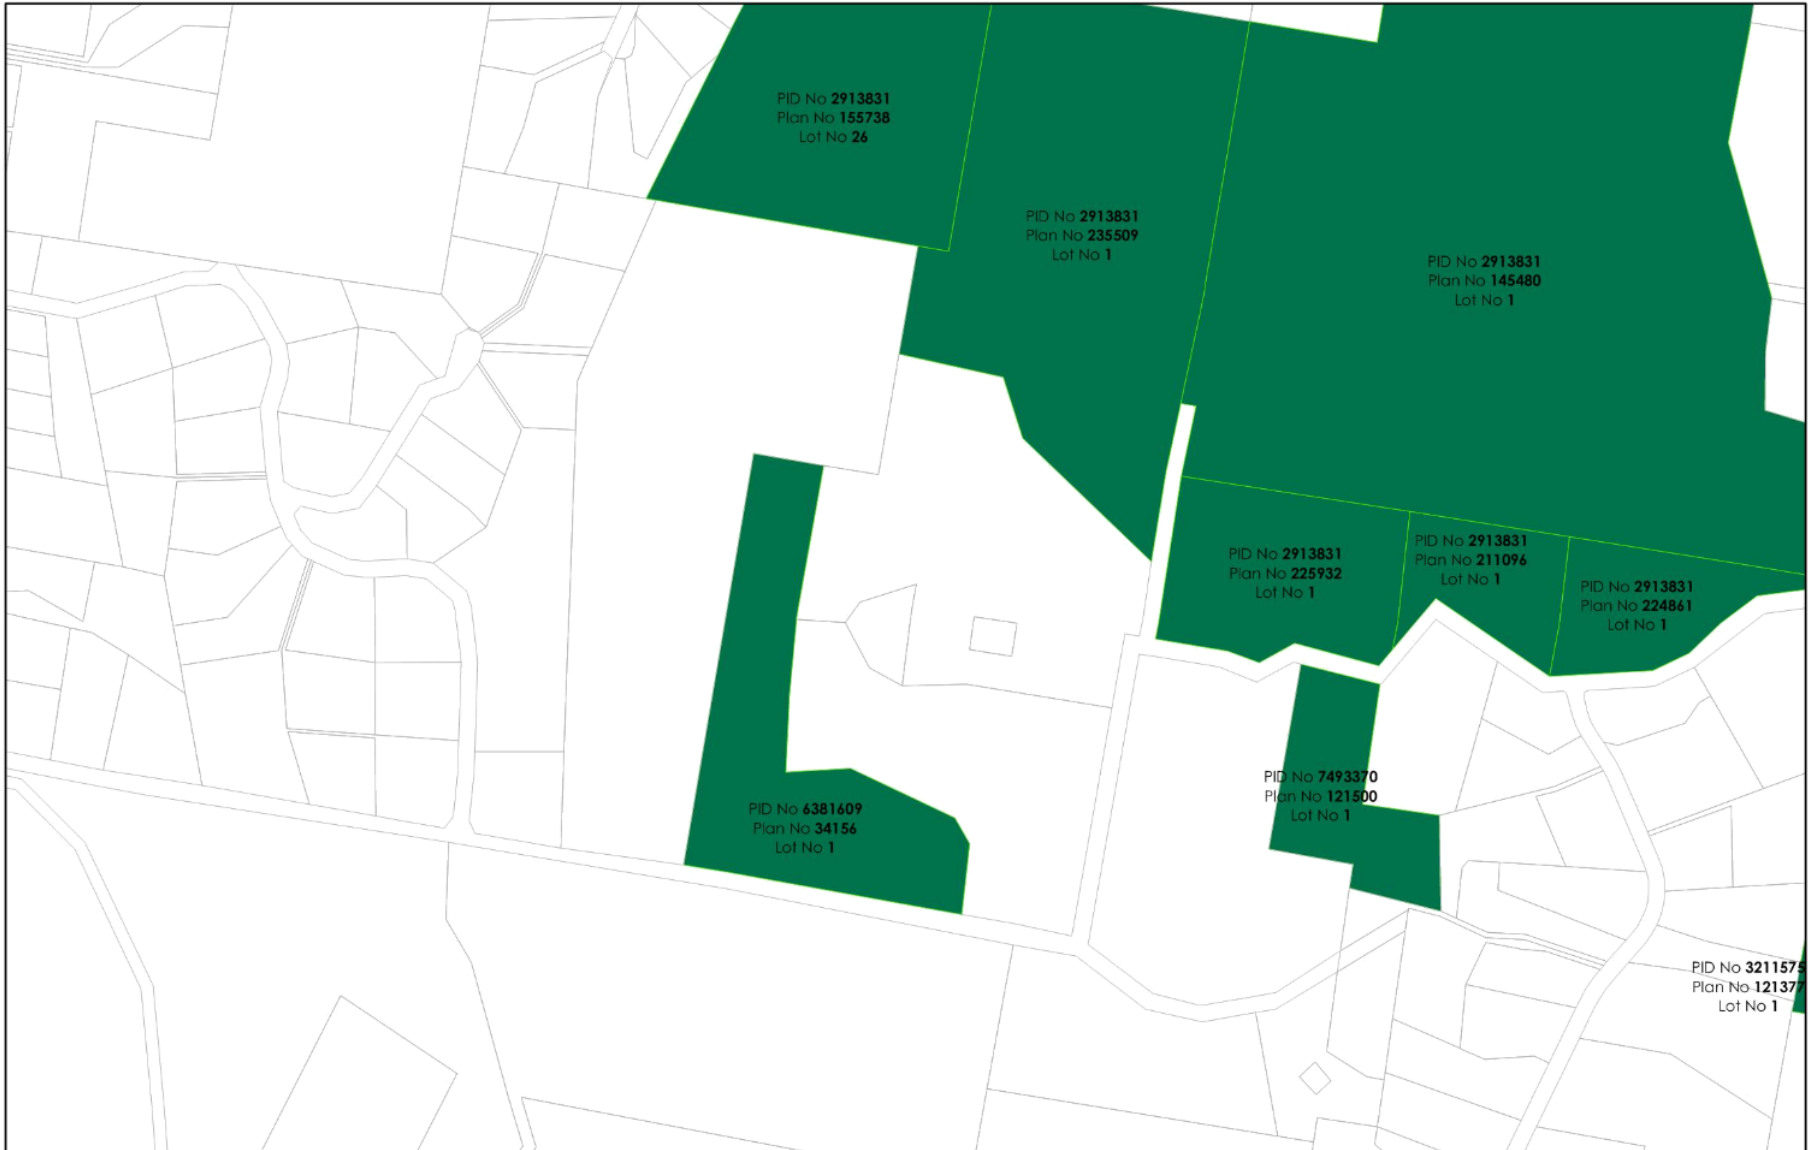 PID No 2913831
Plan No 155738
Lot No 26
PID No 2913831
Plan No 235509
Lot No 1
PID No 2913831
Plan No 145480
Lot No 1
PID No 2913831
Plan No 225932
Lot No 1
PID No 2913831
Plan No 211096
Lot No 1
PID No 2913831
Plan No 224861
Lot No 1
PID No 7493370
Plan No 121500
Lot No 1
PID No 6381609
Plan No 34156
Lot No 1
PID No 3211575
Plan No 121377
Lot No 1